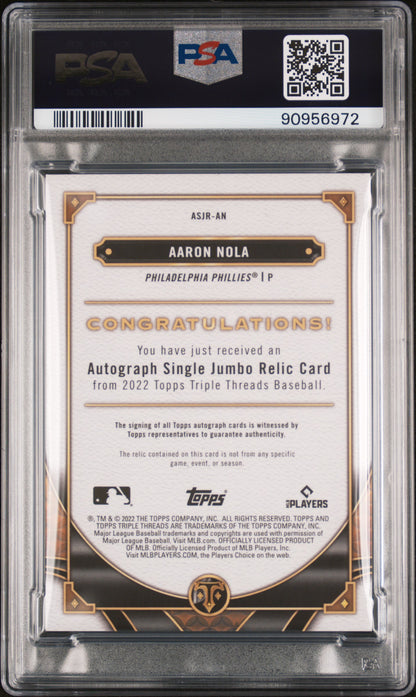 PSA
PSA
90956972
ASJR-AN
AARON NOLA
PHILADELPHIA PHILLIES® | P
CONGRATULATIONS!
You have just received an
Autograph Single Jumbo Relic Card
from 2022 Topps Triple Threads Baseball.
The signing of all Topps autograph cards is witnessed by
Topps representatives to guarantee authenticity.
The relic contained on this card is not from any specific
game, event, or season.
Topps
MLB PLAYERS
®, TM & © 2022 THE TOPPS COMPANY, INC. ALL RIGHTS RESERVED. TOPPS AND
TOPPS TRIPLE THREADS ARE TRADEMARKS OF THE TOPPS COMPANY, INC.
Major League Baseball trademarks and copyrights are used with permission of
Major League Baseball. Visit MLB.com. OFFICIALLY LICENSED PRODUCT
OF MLB. Officially Licensed Product of MLB Players, Inc.
Visit MLBPLAYERS.COM, the Players Choice on the web.
PSA